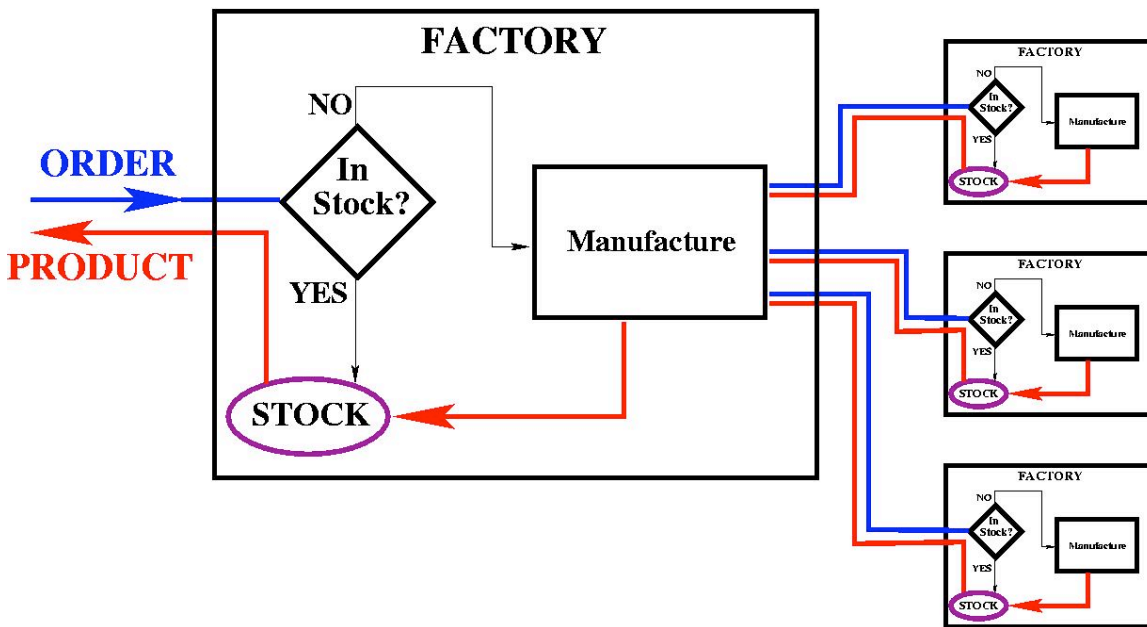 FACTORY
NO
ORDER
In
Stock?
Manufacture
PRODUCT
YES
STOCK
FACTORY
NO
In
Stock?
Manufacture
YES
STOCK
FACTORY
NO
In
Stock?
Manufacture
YES
STOCK
FACTORY
NO
In
Stock?
Manufacture
YES
STOCK